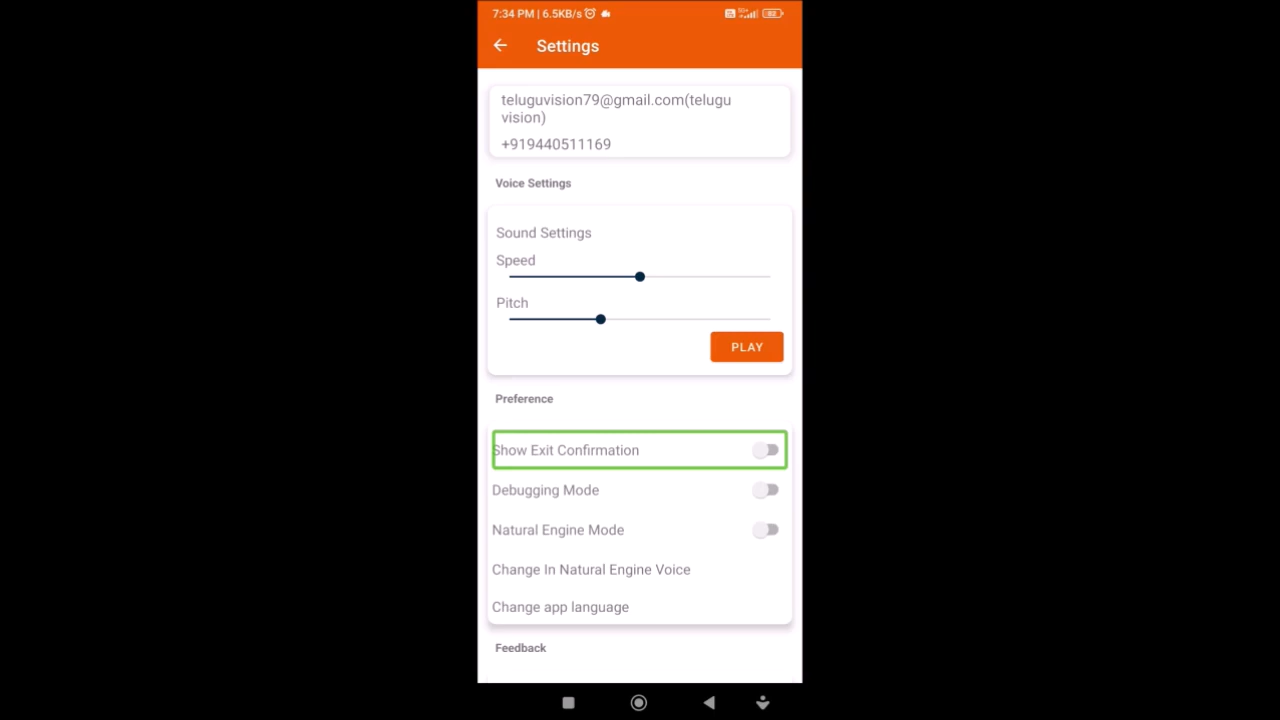 7:34 PM | 6.5KB/s
Settings
teluguvision79@gmail.com(telugu
vision)
+919440511169
Voice Settings
Sound Settings
Speed
Pitch
PLAY
Preference
Show Exit Confirmation
Debugging Mode
Natural Engine Mode
Change In Natural Engine Voice
Change app language
Feedback